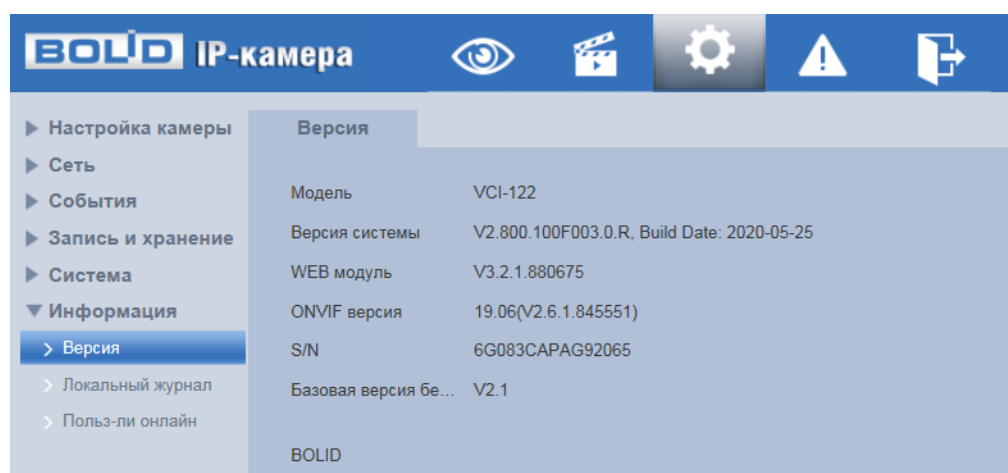 BOLID IP-камера
Настройка камеры
Сеть
События
Запись и хранение
Система
Информация
Версия
Локальный журнал
Польз-ли онлайн
Версия
Модель VCI-122
Версия системы V2.800.100F003.0.R, Build Date: 2020-05-25
WEB модуль V3.2.1.880675
ONVIF версия 19.06(V2.6.1.845551)
S/N 6G083CAPAG92065
Базовая версия бе... V2.1
BOLID